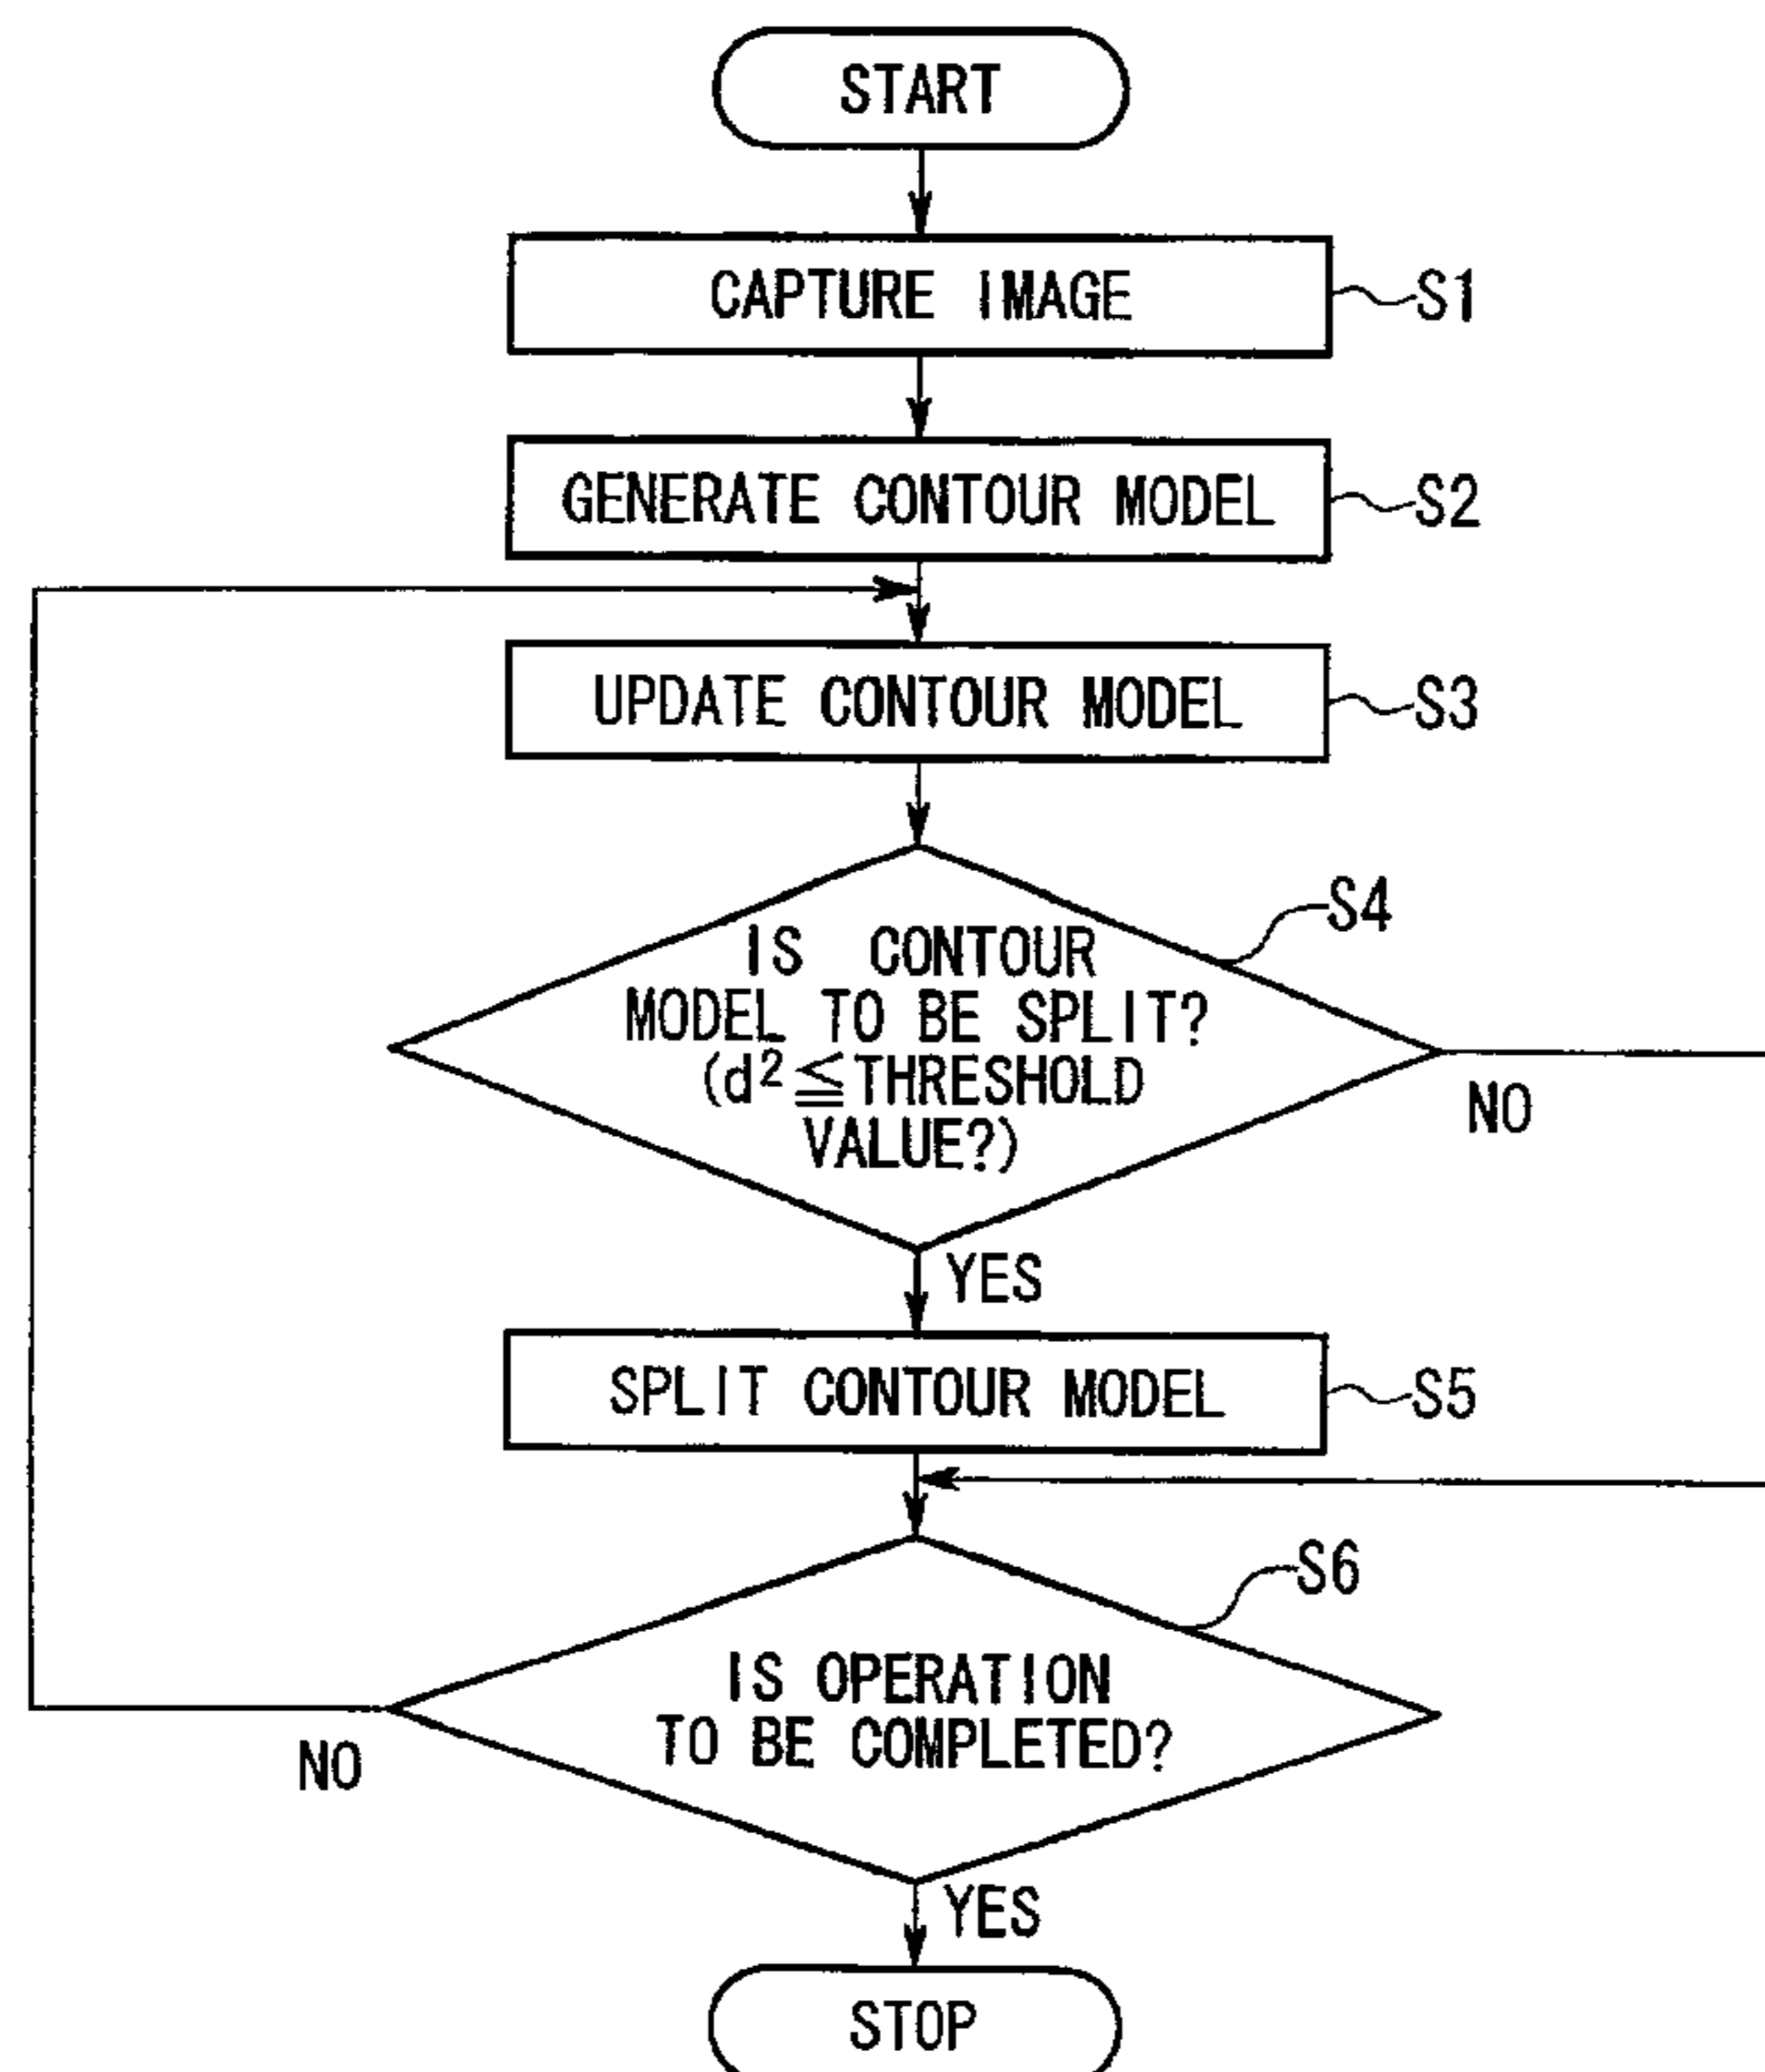 START
CAPTURE IMAGE
S1
GENERATE CONTOUR MODEL
S2
UPDATE CONTOUR MODEL
S3
S4
IS CONTOUR
MODEL TO BE SPLIT?
(d²≦THRESHOLD
VALUE?)
NO
YES
SPLIT CONTOUR MODEL
S5
S6
IS OPERATION
TO BE COMPLETED?
NO
YES
STOP